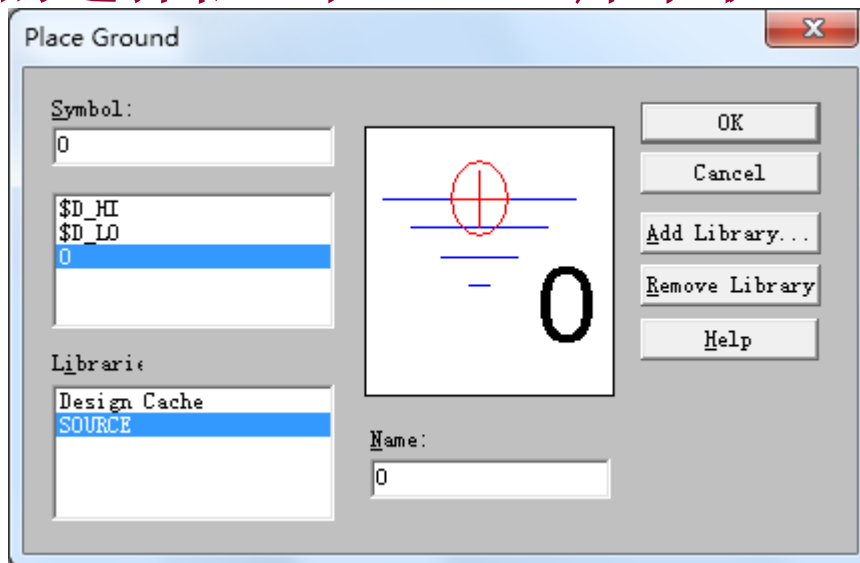 Place Ground
Symbol:
0
$D_HI
$D_LO
0
Librarie
Design Cache
SOURCE
0
Name:
0
OK
Cancel
Add Library...
Remove Library
Help